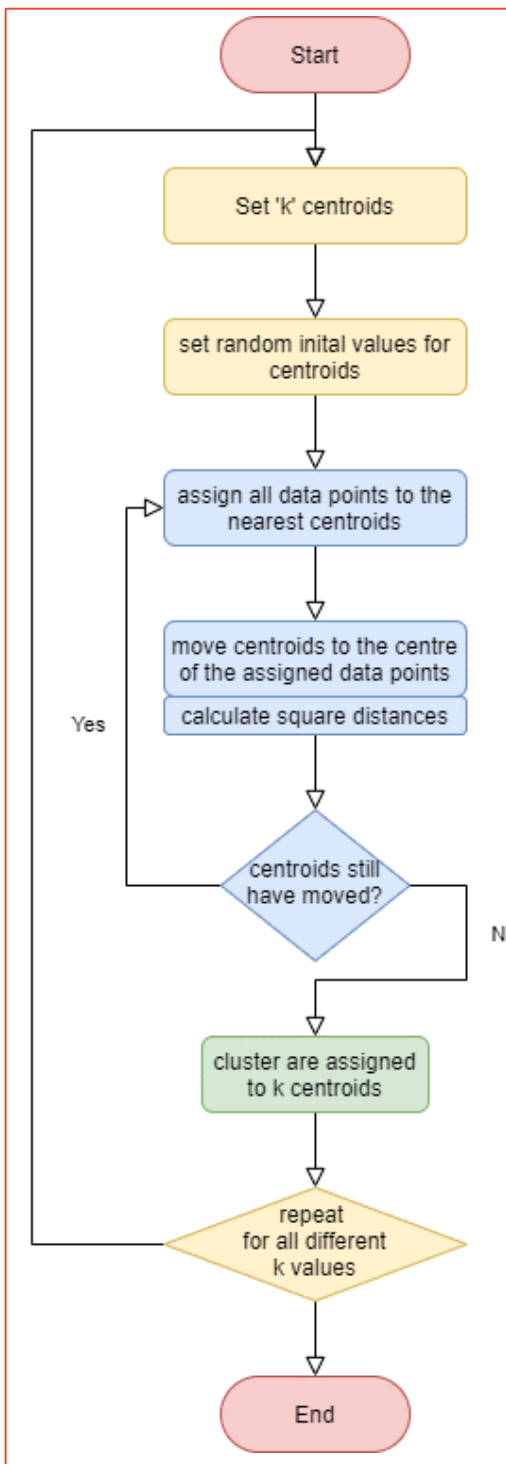 Start
Set 'k' centroids
set random inital values for
centroids
assign all data points to the
nearest centroids
move centroids to the centre
of the assigned data points
calculate square distances
Yes
centroids still
have moved?
N
cluster are assigned
to k centroids
repeat
for all different
k values
End